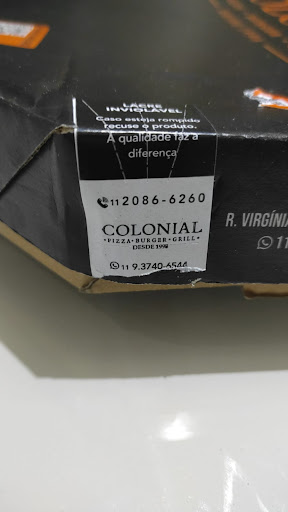 LACRE
INVIOLÁVEL
Caso esteja rompido
recuse o produto.
A qualidade faz a
diferença
11 2086-6260
COLONIAL
•PIZZA•BURGER•GRILL•
DESDE 1998
11 9.3740-6544
R. VIRGÍNIA
11